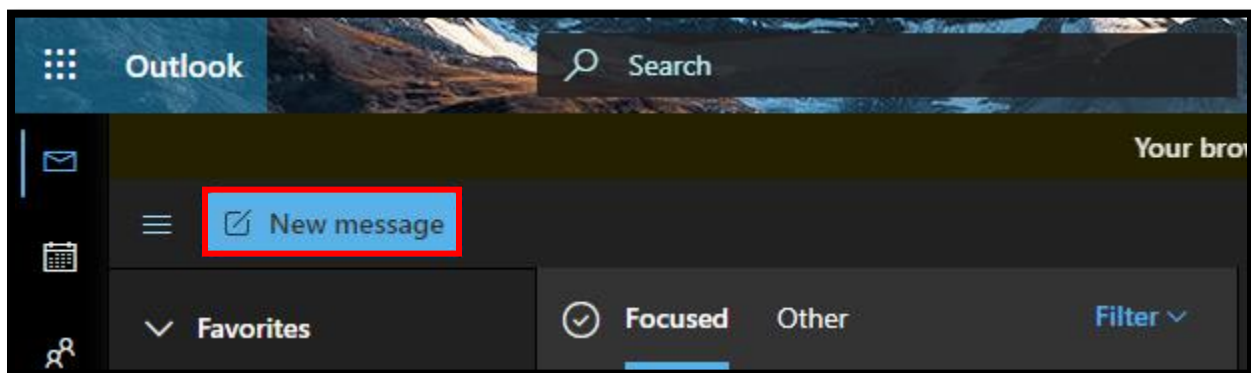 Outlook
Search
Your brow
New message
Favorites
Focused Other Filter